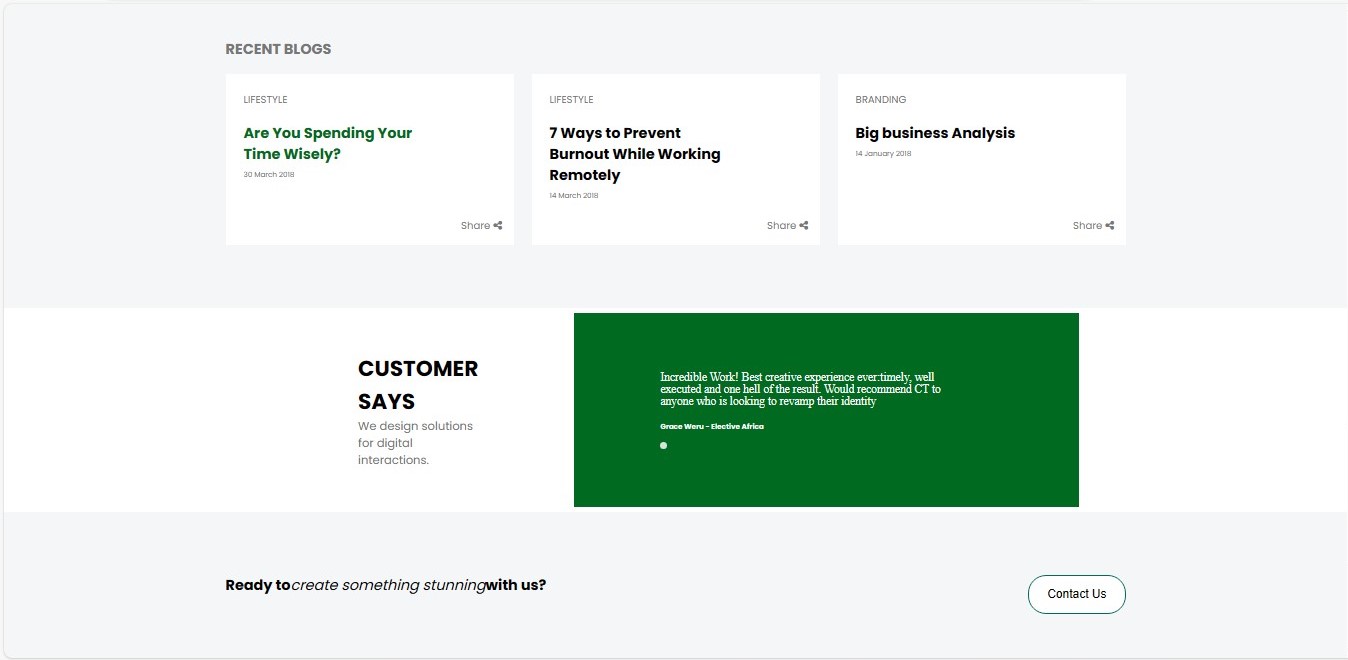 RECENT BLOGS
LIFESTYLE
Are You Spending Your
Time Wisely?
30 March 2018
Share
LIFESTYLE
7 Ways to Prevent
Burnout While Working
Remotely
14 March 2018
Share
BRANDING
Big business Analysis
14 January 2018
Share
CUSTOMER
SAYS
We design solutions
for digital
interactions.
Incredible Work! Best creative experience ever:timely, well
executed and one hell of the result. Would recommend CT to
anyone who is looking to revamp their identity
Grace Weru - Elective Africa
Ready tocreate something stunningwith us?
Contact Us